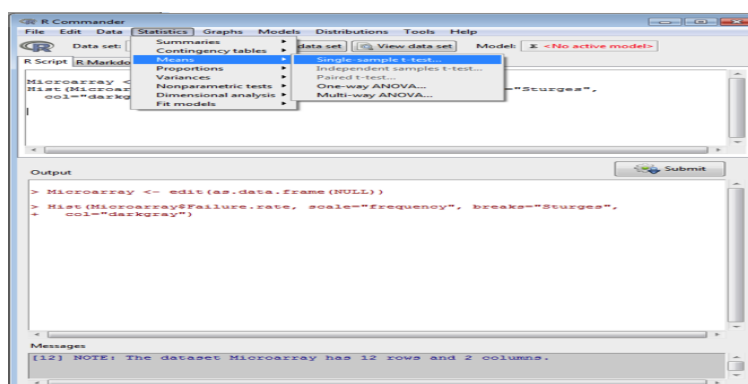 R Commander
File Edit Data Statistics Graphs Models Distributions Tools Help
Data set: data set View data set Model: Σ <No active model>
Summaries
Contingency tables
Means
Proportions
Variances
Nonparametric tests
Dimensional analysis
Fit models
Single-sample t-test...
Independent samples t-test...
Paired t-test...
One-way ANOVA...
Multi-way ANOVA...
R Script R Markdo
Microarray <
Hist(Micro ="Sturges",
col="darkg
Output
Submit
> Microarray <- edit(as.data.frame(NULL))
> Hist(Microarray$Failure.rate, scale="frequency", breaks="Sturges",
+ col="darkgray")
Messages
[12] NOTE: The dataset Microarray has 12 rows and 2 columns.